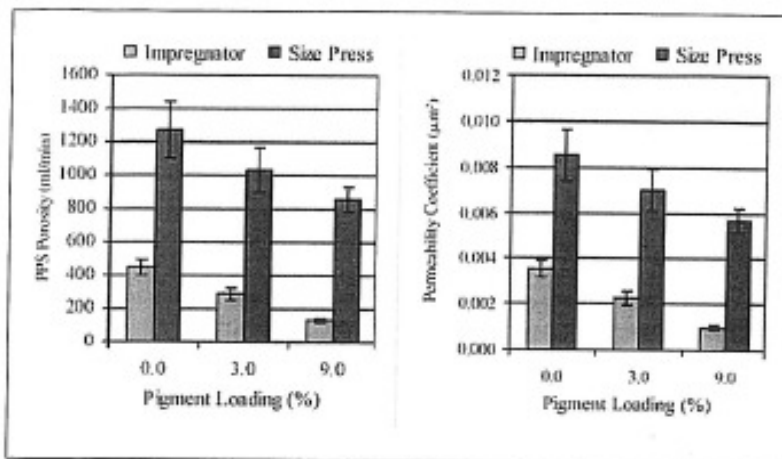 Impregnator Size Press
1600
1400
1200
1000
800
600
400
200
0
PPS Porosity (ml/min)
0.0 3.0 9.0
Pigment Loading (%)
Impregnator Size Press
0.012
0.010
0.008
0.006
0.004
0.002
0.000
Permeability Coefficient (μm²)
0.0 3.0 9.0
Pigment Loading (%)